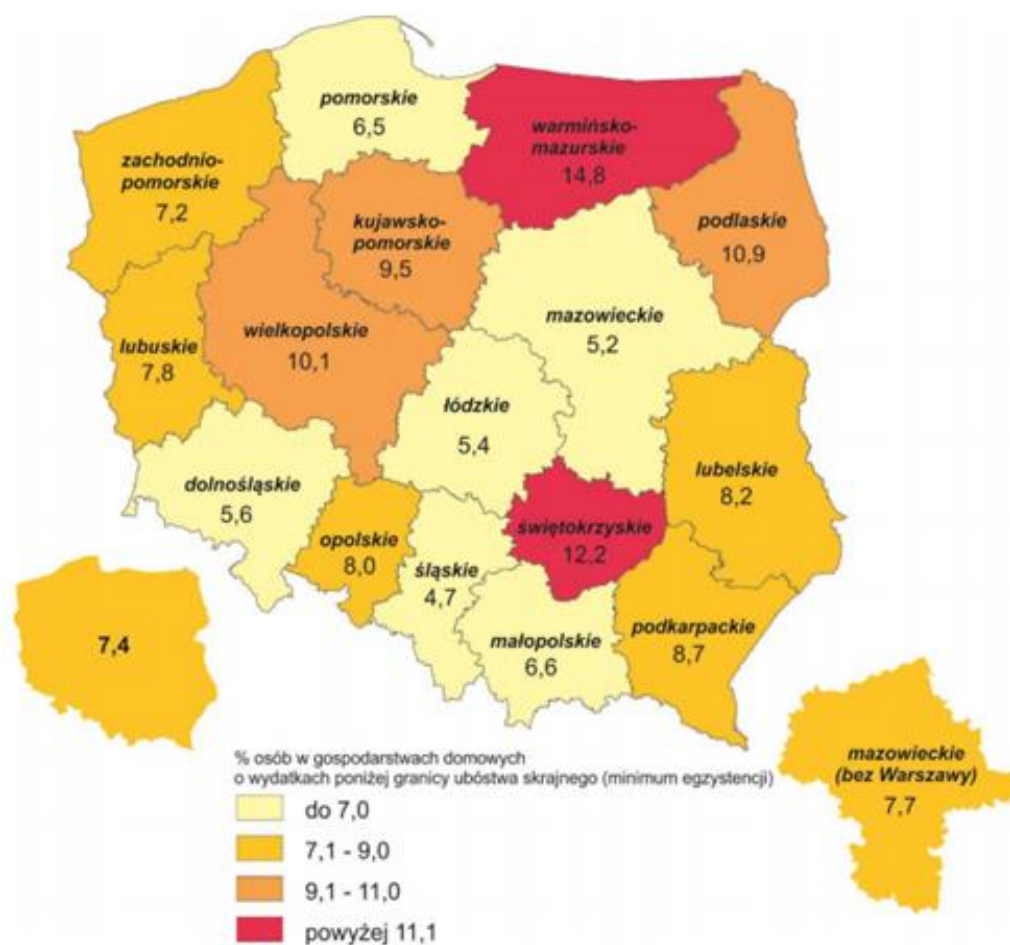 pomorskie
6,5
warmińsko-
mazurskie
14,8
zachodnio-
pomorskie
7,2
kujawsko-
pomorskie
9,5
podlaskie
10,9
wielkopolskie
10,1
mazowieckie
5,2
lubuskie
7,8
łódzkie
5,4
lubelskie
8,2
dolnośląskie
5,6
opolskie
8,0
śląskie
4,7
świętokrzyskie
12,2
małopolskie
6,6
podkarpackie
8,7
7,4
mazowieckie
(bez Warszawy)
7,7
% osób w gospodarstwach domowych
o wydatkach poniżej granicy ubóstwa skrajnego (minimum egzystencji)
do 7,0
7,1 - 9,0
9,1 - 11,0
powyżej 11,1